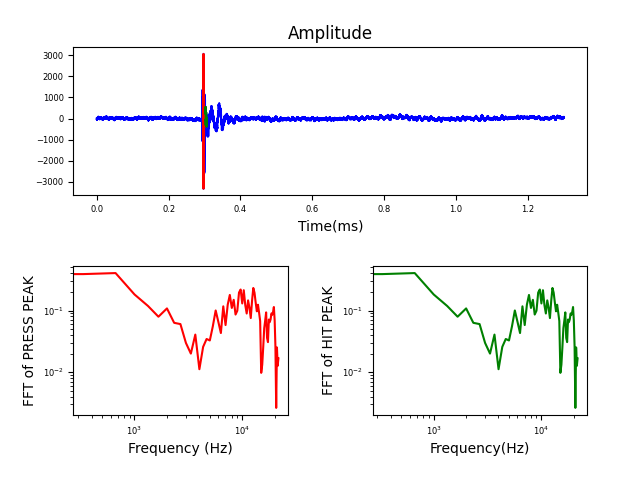 Amplitude
3000
2000
1000
0
−1000
−2000
−3000
0.0 0.2 0.4 0.6 0.8 1.0 1.2
Time(ms)
FFT of PRESS PEAK
10⁻¹
10⁻²
10³ 10⁴
Frequency (Hz)
FFT of HIT PEAK
10⁻¹
10⁻²
10³ 10⁴
Frequency(Hz)